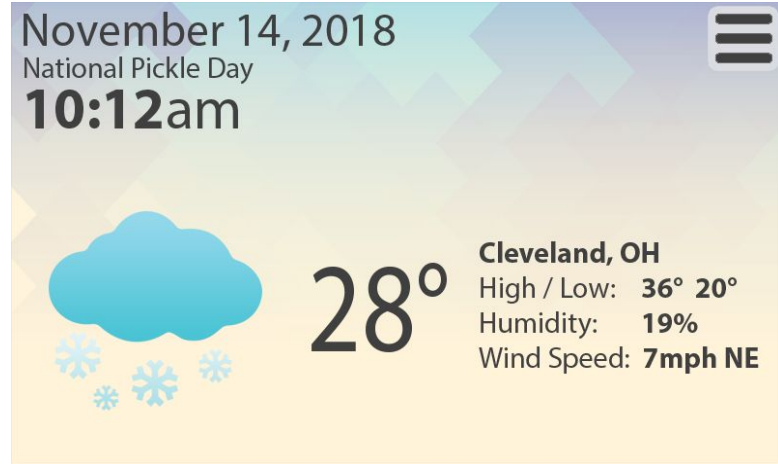 November 14, 2018
National Pickle Day
10:12am
28°
Cleveland, OH
High / Low: 36° 20°
Humidity: 19%
Wind Speed: 7mph NE